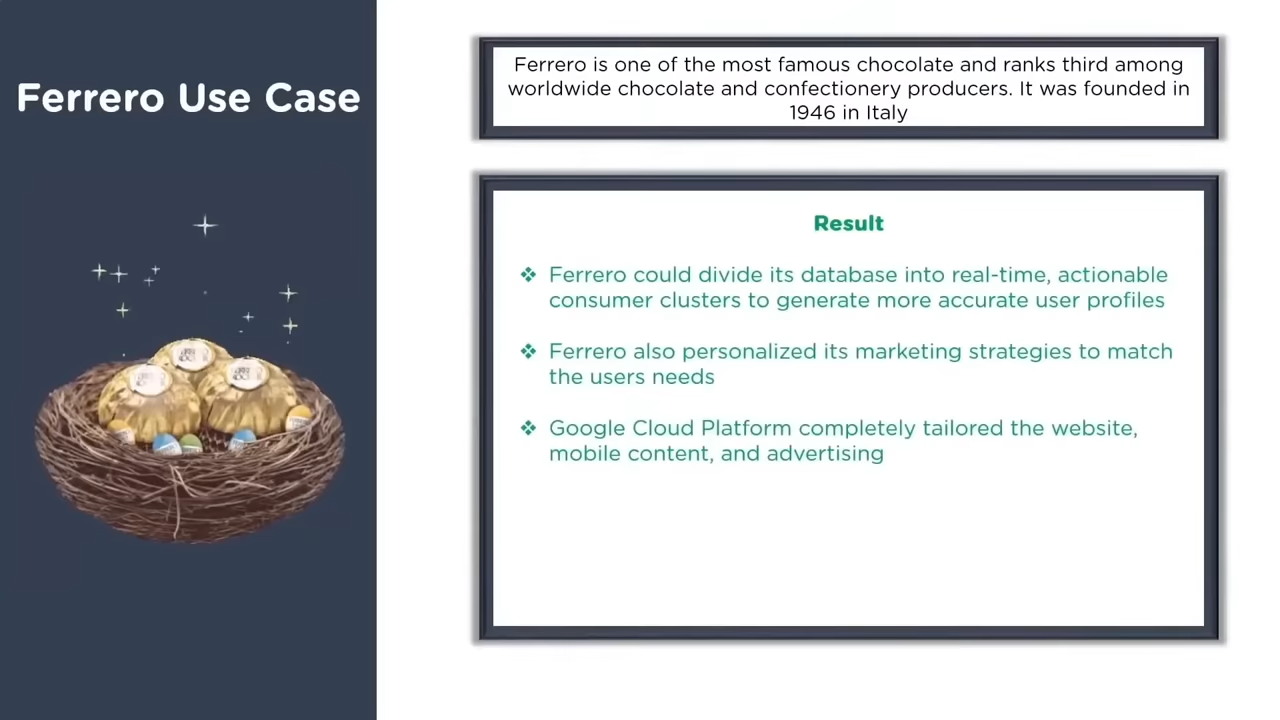 Ferrero Use Case
Ferrero is one of the most famous chocolate and ranks third among
worldwide chocolate and confectionery producers. It was founded in
1946 in Italy
Result
❖ Ferrero could divide its database into real-time, actionable
consumer clusters to generate more accurate user profiles
❖ Ferrero also personalized its marketing strategies to match
the users needs
❖ Google Cloud Platform completely tailored the website,
mobile content, and advertising